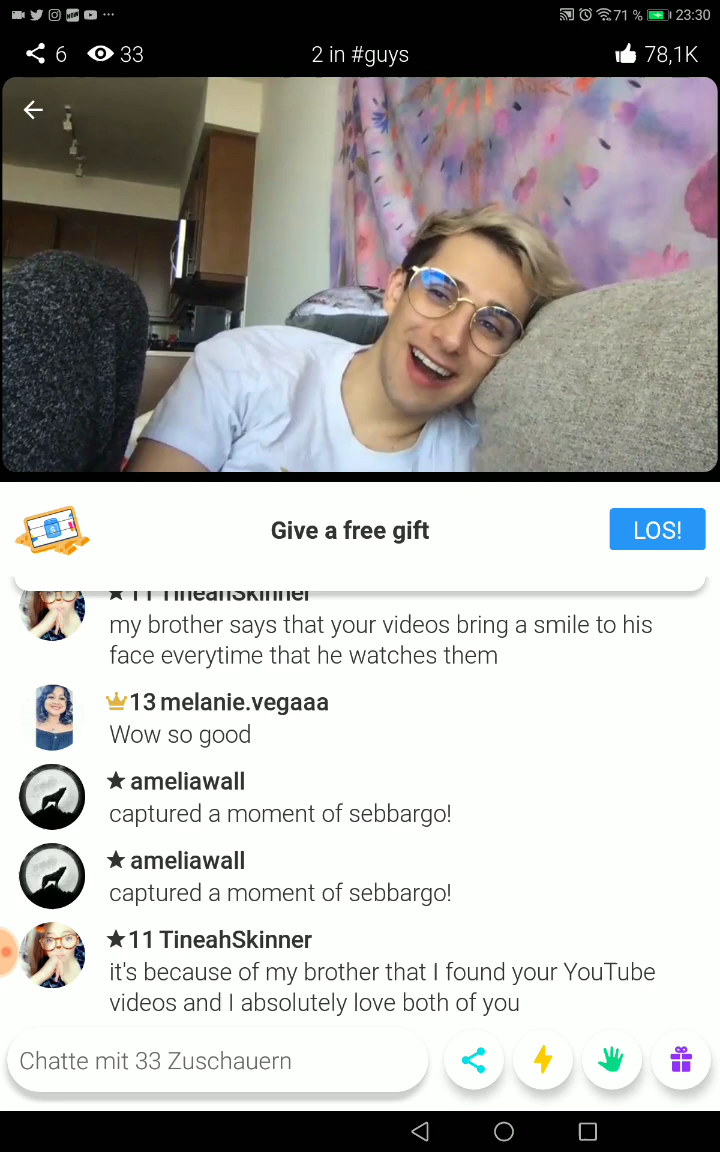 71 % 23:30
6 33 2 in #guys 78,1K
Give a free gift LOS!
11 TineahSkinner
my brother says that your videos bring a smile to his
face everytime that he watches them
13 melanie.vegaaa
Wow so good
ameliawall
captured a moment of sebbargo!
ameliawall
captured a moment of sebbargo!
11 TineahSkinner
it's because of my brother that I found your YouTube
videos and I absolutely love both of you
Chatte mit 33 Zuschauern